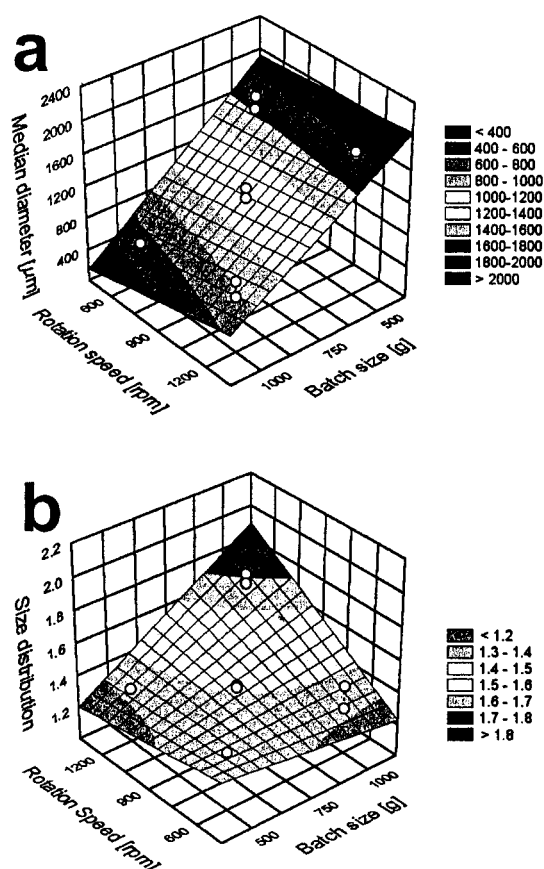 a
2400
2000
1600
1200
800
400
Median diameter [μm]
600
900
1200
Rotation speed [rpm]
1000
750
500
Batch size [g]
< 400
400 - 600
600 - 800
800 - 1000
1000-1200
1200-1400
1400-1600
1600-1800
1800-2000
> 2000
b
2.2
2.0
1.8
1.6
1.4
1.2
Size distribution
1200
900
600
Rotation Speed [rpm]
500
750
1000
Batch size [g]
< 1.2
1.3 - 1.4
1.4 - 1.5
1.5 - 1.6
1.6 - 1.7
1.7 - 1.8
> 1.8